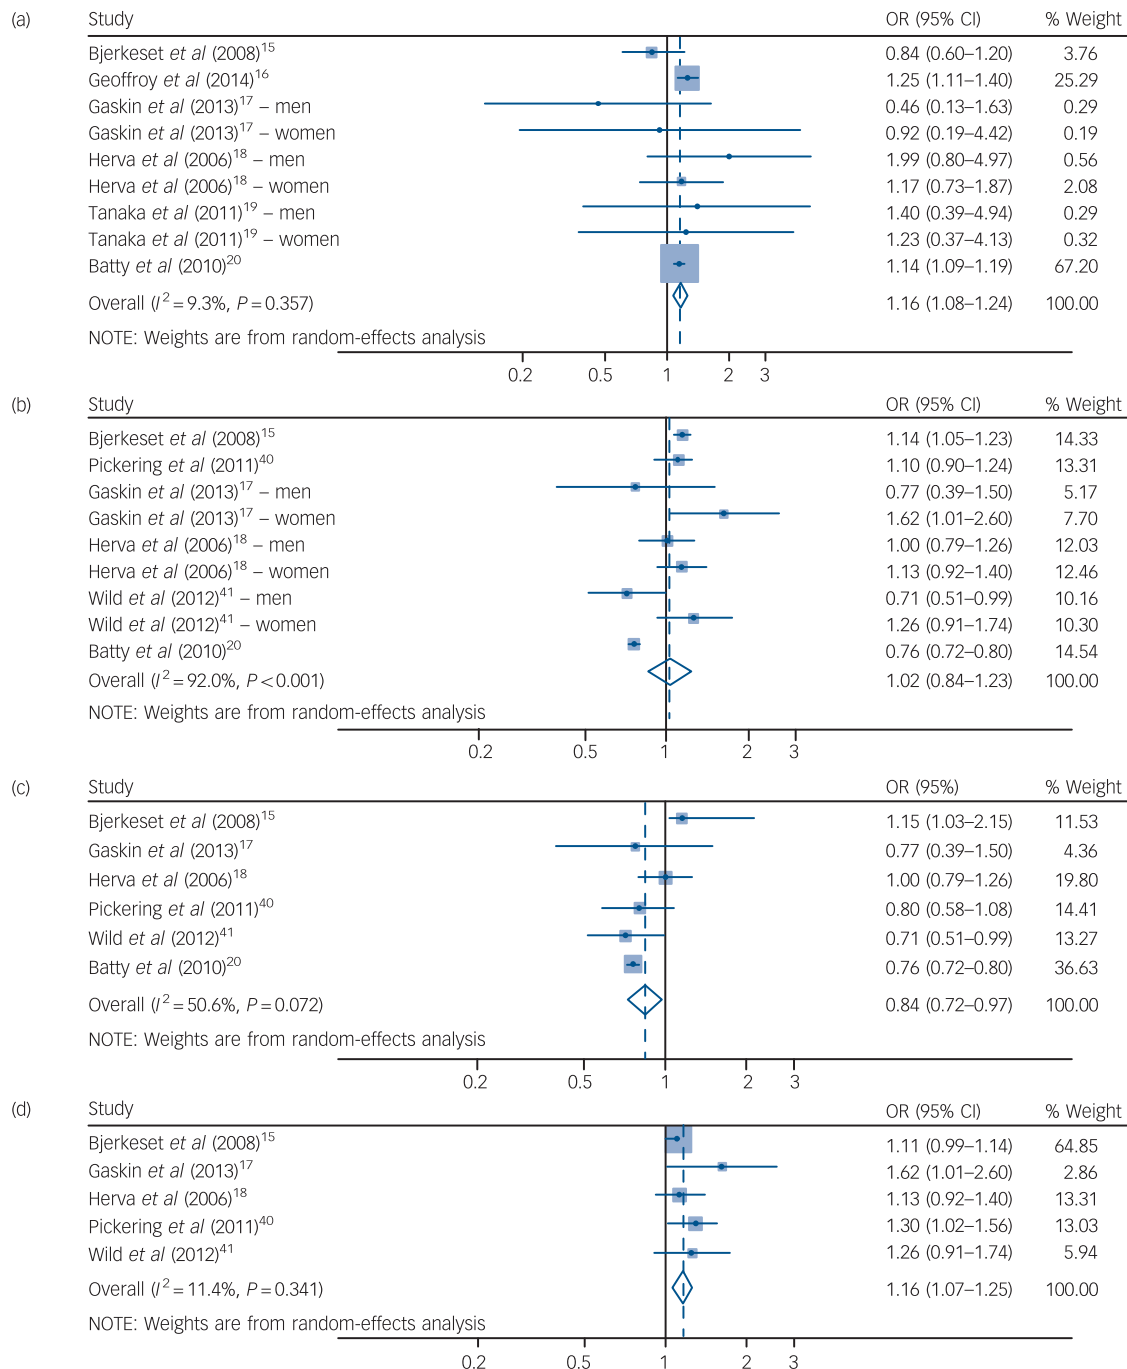 (a) Study OR (95% CI) % Weight
Bjerkeset et al (2008)15 0.84 (0.60–1.20) 3.76
Geoffroy et al (2014)16 1.25 (1.11–1.40) 25.29
Gaskin et al (2013)17 – men 0.46 (0.13–1.63) 0.29
Gaskin et al (2013)17 – women 0.92 (0.19–4.42) 0.19
Herva et al (2006)18 – men 1.99 (0.80–4.97) 0.56
Herva et al (2006)18 – women 1.17 (0.73–1.87) 2.08
Tanaka et al (2011)19 – men 1.40 (0.39–4.94) 0.29
Tanaka et al (2011)19 – women 1.23 (0.37–4.13) 0.32
Batty et al (2010)20 1.14 (1.09–1.19) 67.20
Overall (I2 = 9.3%, P = 0.357) 1.16 (1.08–1.24) 100.00
NOTE: Weights are from random-effects analysis
0.2 0.5 1 2 3
(b) Study OR (95% CI) % Weight
Bjerkeset et al (2008)15 1.14 (1.05–1.23) 14.33
Pickering et al (2011)40 1.10 (0.90–1.24) 13.31
Gaskin et al (2013)17 – men 0.77 (0.39–1.50) 5.17
Gaskin et al (2013)17 – women 1.62 (1.01–2.60) 7.70
Herva et al (2006)18 – men 1.00 (0.79–1.26) 12.03
Herva et al (2006)18 – women 1.13 (0.92–1.40) 12.46
Wild et al (2012)41 – men 0.71 (0.51–0.99) 10.16
Wild et al (2012)41 – women 1.26 (0.91–1.74) 10.30
Batty et al (2010)20 0.76 (0.72–0.80) 14.54
Overall (I2 = 92.0%, P < 0.001) 1.02 (0.84–1.23) 100.00
NOTE: Weights are from random-effects analysis
0.2 0.5 1 2 3
(c) Study OR (95%) % Weight
Bjerkeset et al (2008)15 1.15 (1.03–2.15) 11.53
Gaskin et al (2013)17 0.77 (0.39–1.50) 4.36
Herva et al (2006)18 1.00 (0.79–1.26) 19.80
Pickering et al (2011)40 0.80 (0.58–1.08) 14.41
Wild et al (2012)41 0.71 (0.51–0.99) 13.27
Batty et al (2010)20 0.76 (0.72–0.80) 36.63
Overall (I2 = 50.6%, P = 0.072) 0.84 (0.72–0.97) 100.00
NOTE: Weights are from random-effects analysis
0.2 0.5 1 2 3
(d) Study OR (95% CI) % Weight
Bjerkeset et al (2008)15 1.11 (0.99–1.14) 64.85
Gaskin et al (2013)17 1.62 (1.01–2.60) 2.86
Herva et al (2006)18 1.13 (0.92–1.40) 13.31
Pickering et al (2011)40 1.30 (1.02–1.56) 13.03
Wild et al (2012)41 1.26 (0.91–1.74) 5.94
Overall (I2 = 11.4%, P = 0.341) 1.16 (1.07–1.25) 100.00
NOTE: Weights are from random-effects analysis
0.2 0.5 1 2 3